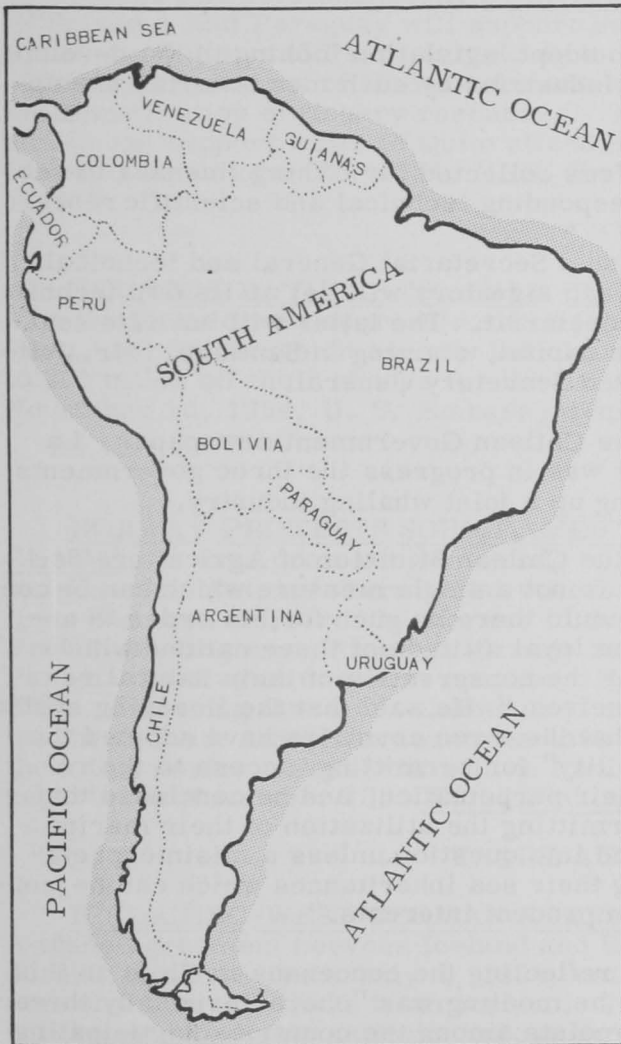 CARIBBEAN SEA
ATLANTIC OCEAN
VENEZUELA
GUIANAS
COLOMBIA
ECUADOR
PERU
SOUTH AMERICA
BRAZIL
BOLIVIA
PARAGUAY
ARGENTINA
URUGUAY
CHILE
PACIFIC OCEAN
ATLANTIC OCEAN